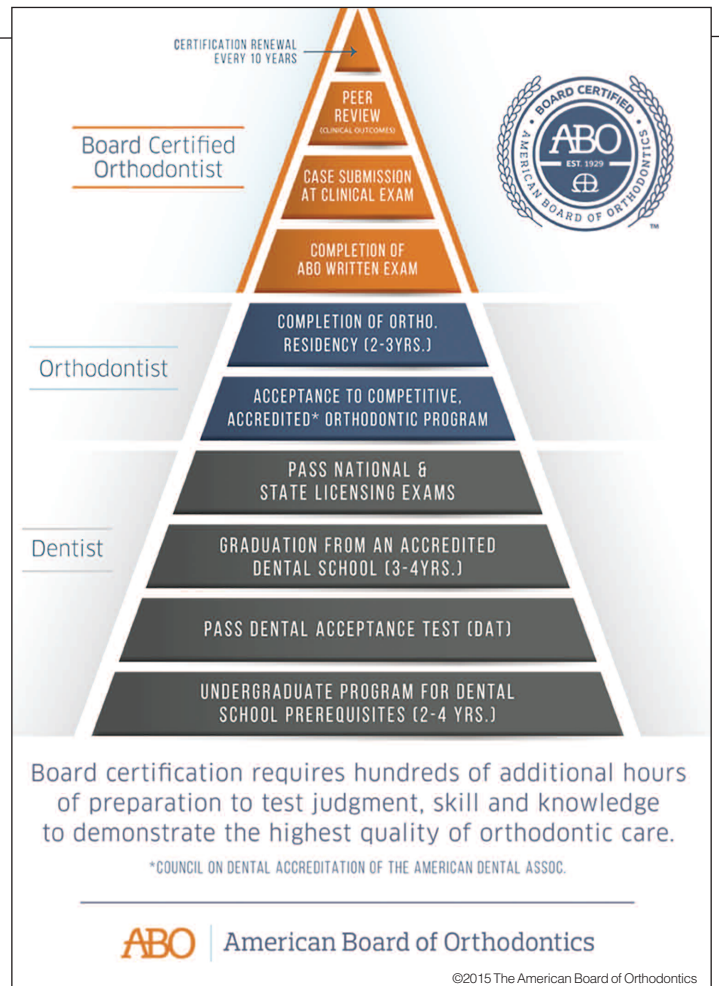 CERTIFICATION RENEWAL
EVERY 10 YEARS
PEER
REVIEW
(CLINICAL OUTCOMES)
Board Certified
Orthodontist
CASE SUBMISSION
AT CLINICAL EXAM
COMPLETION OF
ABO WRITTEN EXAM
BOARD CERTIFIED
ABO
EST. 1929
AMERICAN BOARD OF ORTHODONTICS
TM
COMPLETION OF ORTHO.
RESIDENCY (2-3YRS.)
Orthodontist
ACCEPTANCE TO COMPETITIVE,
ACCREDITED* ORTHODONTIC PROGRAM
PASS NATIONAL &
STATE LICENSING EXAMS
Dentist
GRADUATION FROM AN ACCREDITED
DENTAL SCHOOL (3-4YRS.)
PASS DENTAL ACCEPTANCE TEST (DAT)
UNDERGRADUATE PROGRAM FOR DENTAL
SCHOOL PREREQUISITES (2-4 YRS.)
Board certification requires hundreds of additional hours
of preparation to test judgment, skill and knowledge
to demonstrate the highest quality of orthodontic care.
*COUNCIL ON DENTAL ACCREDITATION OF THE AMERICAN DENTAL ASSOC.
ABO American Board of Orthodontics
©2015 The American Board of Orthodontics